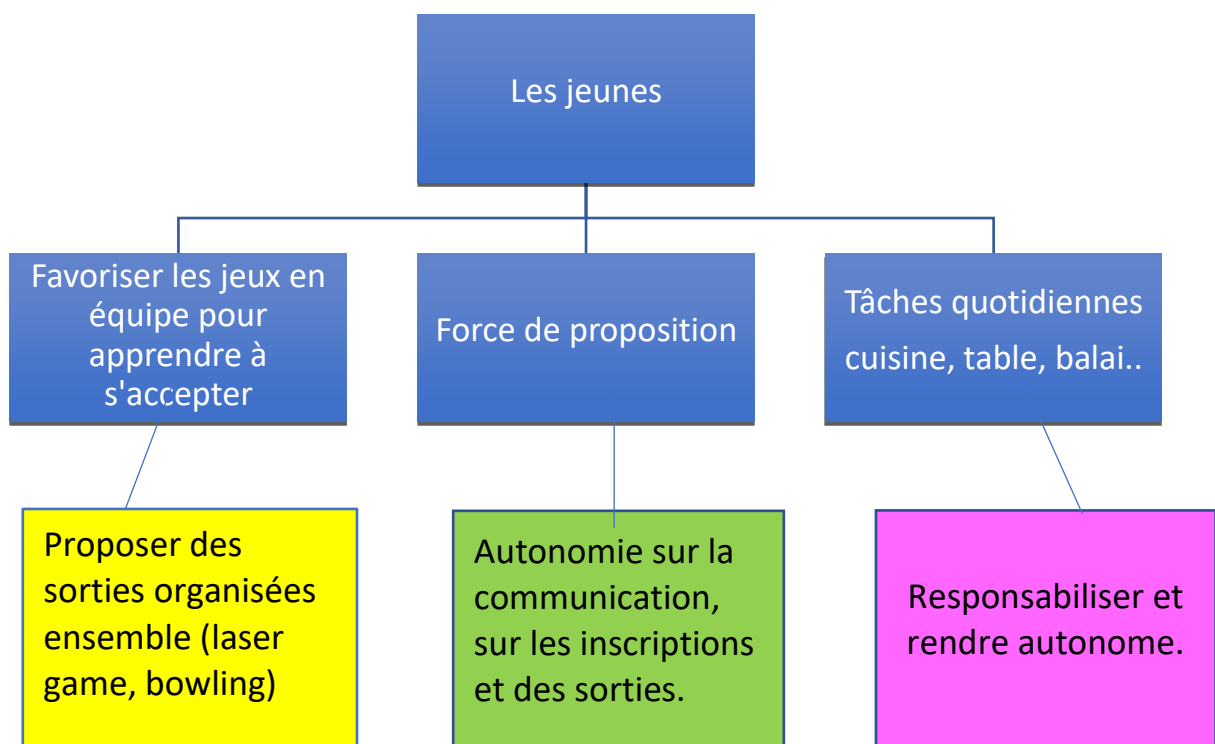 Les jeunes
Favoriser les jeux en
équipe pour
apprendre à
s'accepter
Force de proposition
Tâches quotidiennes
cuisine, table, balai..
Proposer des
sorties organisées
ensemble (laser
game, bowling)
Autonomie sur la
communication,
sur les inscriptions
et des sorties.
Responsabiliser et
rendre autonome.